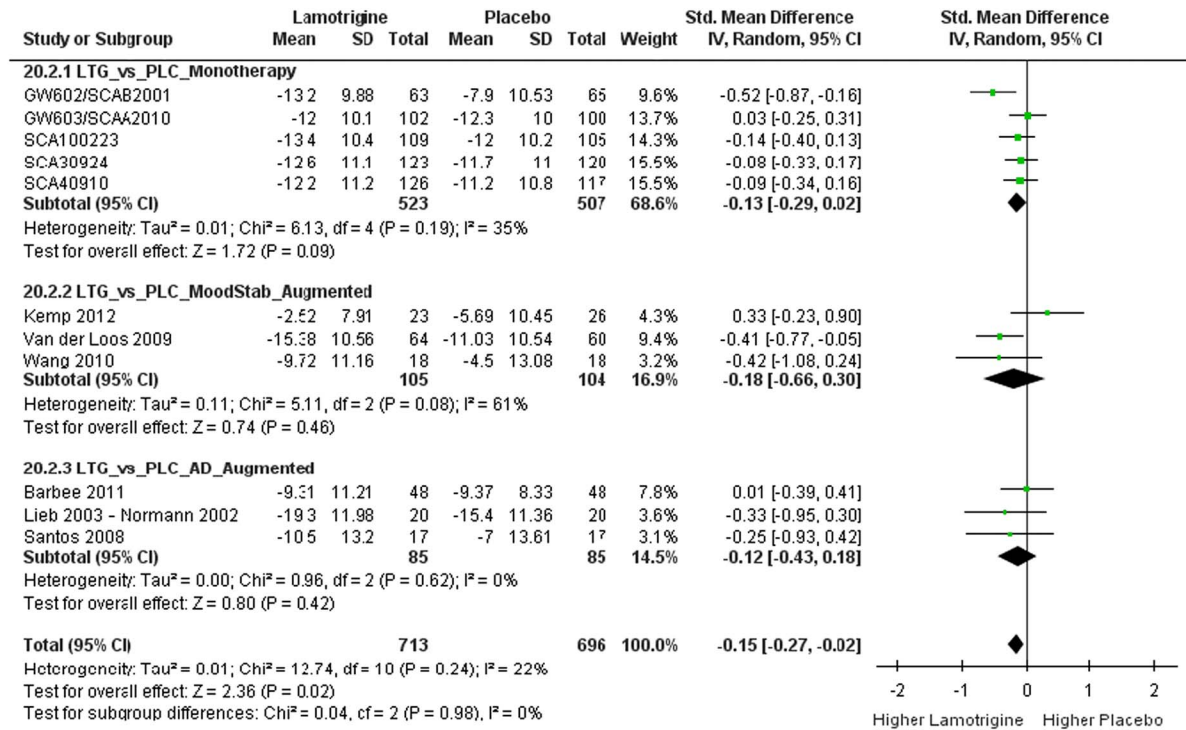 Lamotrigine Placebo Std. Mean Difference Std. Mean Difference
Study or Subgroup Mean SD Total Mean SD Total Weight IV, Random, 95% CI IV, Random, 95% CI
20.2.1 LTG_vs_PLC_Monotherapy
GW602/SCAB2001 -13.2 9.88 63 -7.9 10.53 65 9.6% -0.52 [-0.87, -0.16]
GW603/SCAA2010 -12 10.1 102 -12.3 10 100 13.7% 0.03 [-0.25, 0.31]
SCA100223 -13.4 10.4 109 -12 10.2 105 14.3% -0.14 [-0.40, 0.13]
SCA30924 -12.6 11.1 123 -11.7 11 120 15.5% -0.08 [-0.33, 0.17]
SCA40910 -12.2 11.2 126 -11.2 10.8 117 15.5% -0.09 [-0.34, 0.16]
Subtotal (95% CI) 523 507 68.6% -0.13 [-0.29, 0.02]
Heterogeneity: Tau² = 0.01; Chi² = 6.13, df = 4 (P = 0.19); I² = 35%
Test for overall effect: Z = 1.72 (P = 0.09)
20.2.2 LTG_vs_PLC_MoodStab_Augmented
Kemp 2012 -2.52 7.91 23 -5.69 10.45 26 4.3% 0.33 [-0.23, 0.90]
Van der Loos 2009 -15.38 10.56 64 -11.03 10.54 60 9.4% -0.41 [-0.77, -0.05]
Wang 2010 -9.72 11.16 18 -4.5 13.08 18 3.2% -0.42 [-1.08, 0.24]
Subtotal (95% CI) 105 104 16.9% -0.18 [-0.66, 0.30]
Heterogeneity: Tau² = 0.11; Chi² = 5.11, df = 2 (P = 0.08); I² = 61%
Test for overall effect: Z = 0.74 (P = 0.46)
20.2.3 LTG_vs_PLC_AD_Augmented
Barbee 2011 -9.31 11.21 48 -9.37 8.33 48 7.8% 0.01 [-0.39, 0.41]
Lieb 2003 - Normann 2002 -19.3 11.98 20 -15.4 11.36 20 3.6% -0.33 [-0.95, 0.30]
Santos 2008 -10.5 13.2 17 -7 13.61 17 3.1% -0.25 [-0.93, 0.42]
Subtotal (95% CI) 85 85 14.5% -0.12 [-0.43, 0.18]
Heterogeneity: Tau² = 0.00; Chi² = 0.96, df = 2 (P = 0.62); I² = 0%
Test for overall effect: Z = 0.80 (P = 0.42)
Total (95% CI) 713 696 100.0% -0.15 [-0.27, -0.02]
Heterogeneity: Tau² = 0.01; Chi² = 12.74, df = 10 (P = 0.24); I² = 22%
Test for overall effect: Z = 2.36 (P = 0.02)
Test for subgroup differences: Chi² = 0.04, df = 2 (P = 0.98), I² = 0%
-2 -1 0 1 2
Higher Lamotrigine Higher Placebo